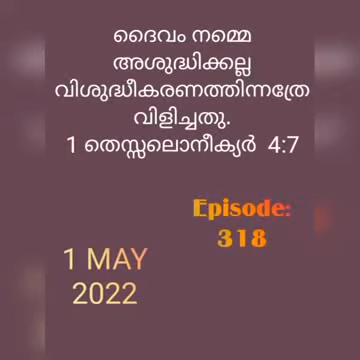 ദൈവം നമ്മെ
അശുദ്ധിക്കല്ല
വിശുദ്ധീകരണത്തിന്നത്രേ
വിളിച്ചതു.
1 തെസ്സലൊനീക്യർ 4:7
Episode:
318
1 MAY
2022